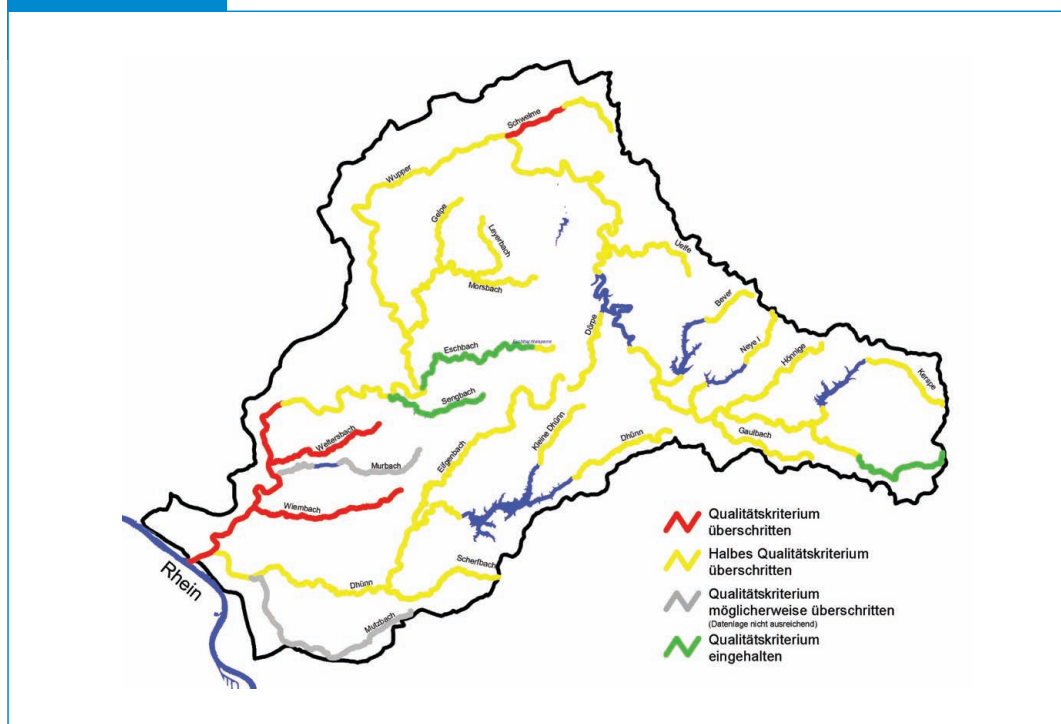 Schwelme
Wupper
Gelpe
Layerbach
Morsbach
Uelfe
Bever
Neye I
Hönnige
Kerspe
Dörpe
Eschbach
Sengbach
Gaulbach
Weltersbach
Murbach
Wiembach
Eifgenbach
Kleine Dhünn
Dhünn
Scherfbach
Dhünn
Mutzbach
Rhein
Qualitätskriterium
überschritten
Halbes Qualitätskriterium
überschritten
Qualitätskriterium
möglicherweise überschritten
(Datenlage nicht ausreichend)
Qualitätskriterium
eingehalten